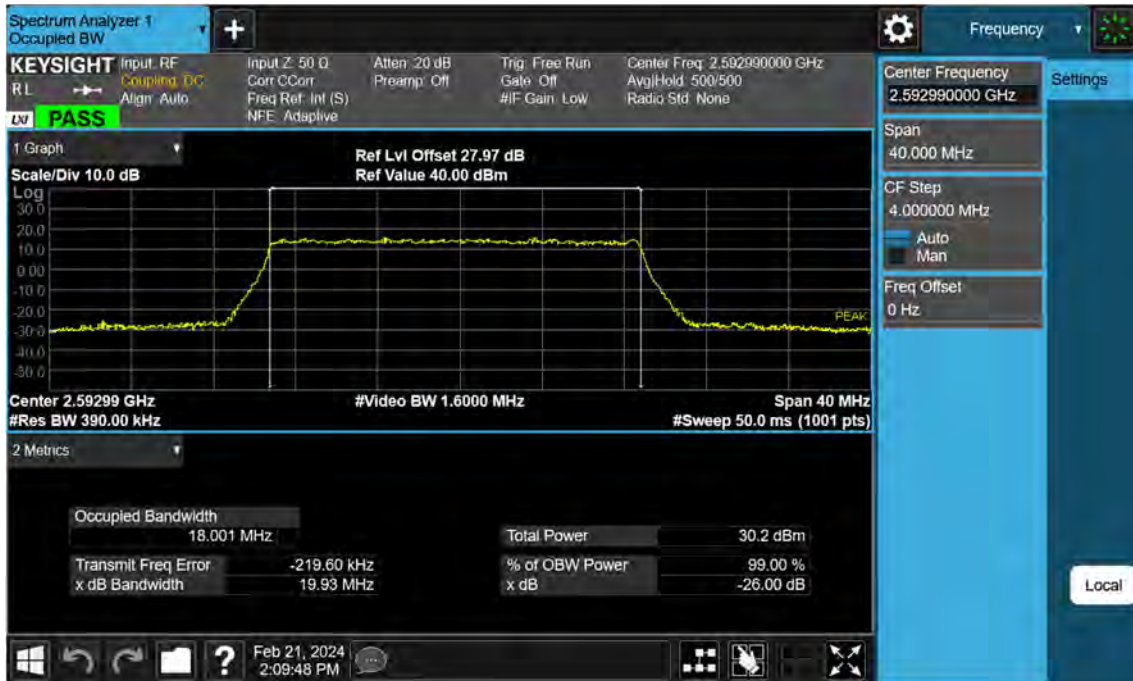 Spectrum Analyzer 1
Occupied BW
+
Frequency
KEYSIGHT
RL
LXI
PASS
Input: RF
Coupling: DC
Align: Auto
Input Z: 50 Ω
Corr CCorr
Freq Ref: Int (S)
NFE: Adaptive
Atten: 20 dB
Preamp: Off
Trig: Free Run
Gate: Off
#IF Gain: Low
Center Freq: 2.592990000 GHz
Avg|Hold: 500/500
Radio Std: None
Center Frequency
2.592990000 GHz
Settings
Span
40.000 MHz
CF Step
4.000000 MHz
Auto
Man
Freq Offset
0 Hz
1 Graph
Scale/Div 10.0 dB
Ref Lvl Offset 27.97 dB
Ref Value 40.00 dBm
Log
30.0
20.0
10.0
0.00
-10.0
-20.0
-30.0
-40.0
-50.0
PEAK
Center 2.59299 GHz
#Res BW 390.00 kHz
#Video BW 1.6000 MHz
Span 40 MHz
#Sweep 50.0 ms (1001 pts)
2 Metrics
Occupied Bandwidth
18.001 MHz
Transmit Freq Error -219.60 kHz
x dB Bandwidth 19.93 MHz
Total Power 30.2 dBm
% of OBW Power 99.00 %
x dB -26.00 dB
Local
?
Feb 21, 2024
2:09:48 PM